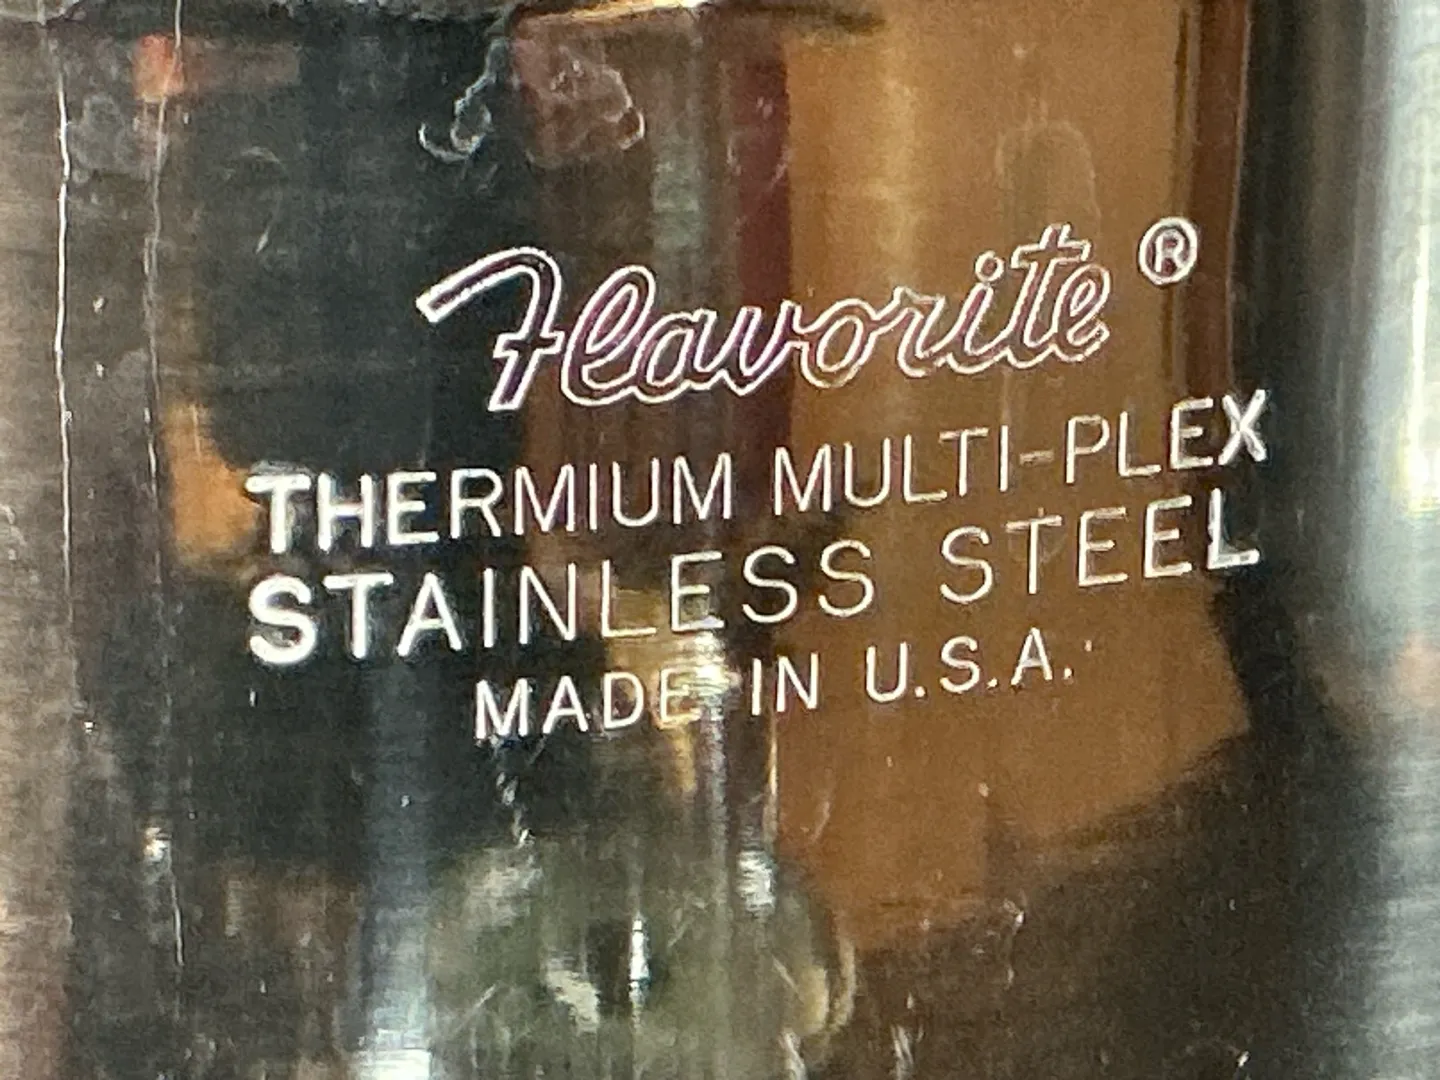 Flavorite ®
THERMIUM MULTI-PLEX
STAINLESS STEEL
MADE IN U.S.A.